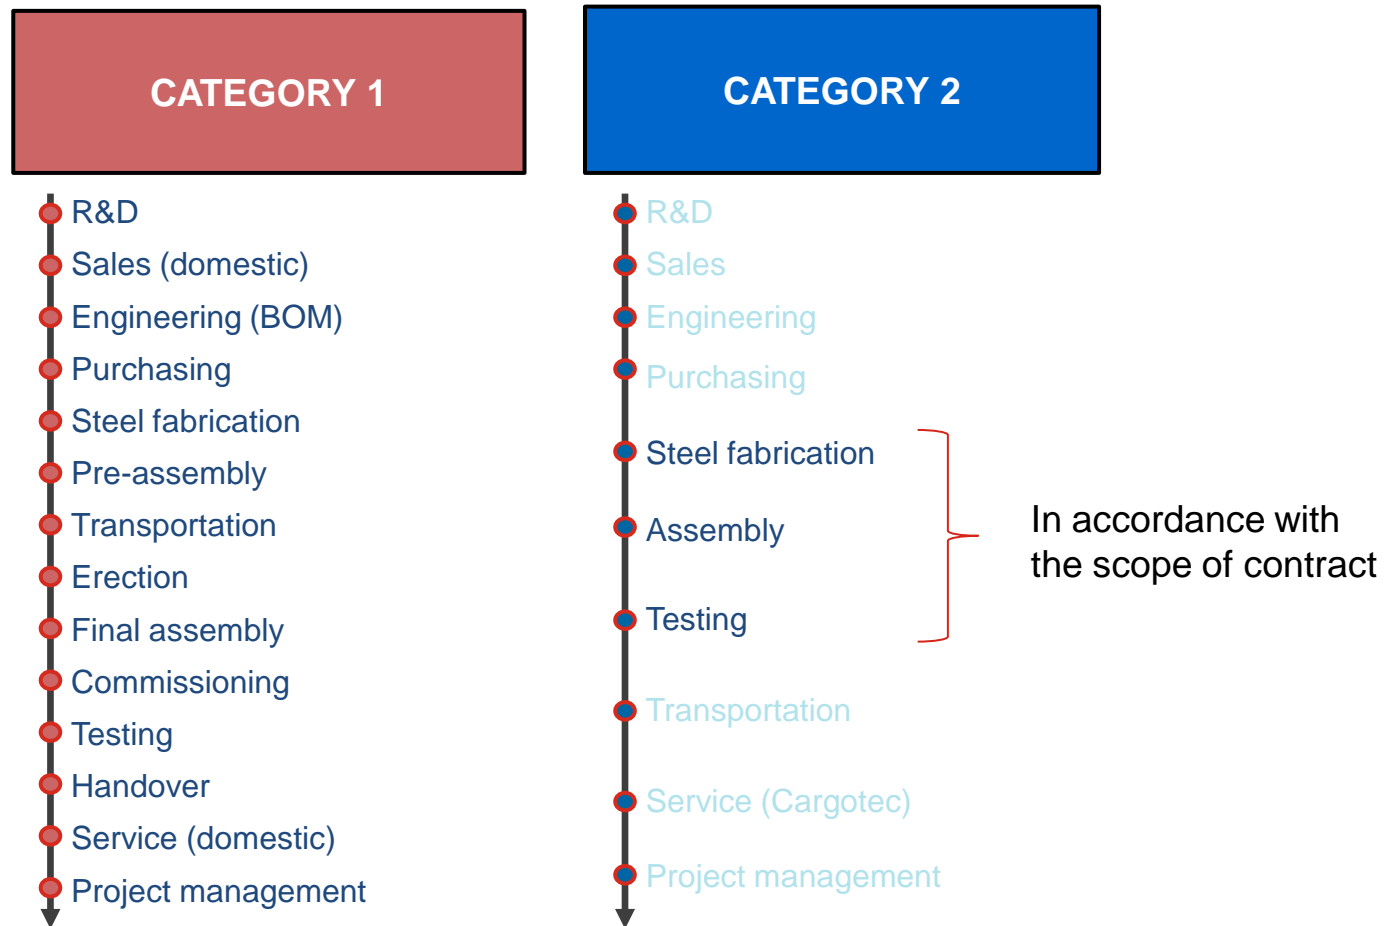 CATEGORY 1
R&D
Sales (domestic)
Engineering (BOM)
Purchasing
Steel fabrication
Pre-assembly
Transportation
Erection
Final assembly
Commissioning
Testing
Handover
Service (domestic)
Project management
CATEGORY 2
R&D
Sales
Engineering
Purchasing
Steel fabrication
Assembly
Testing
Transportation
Service (Cargotec)
Project management
In accordance with
the scope of contract